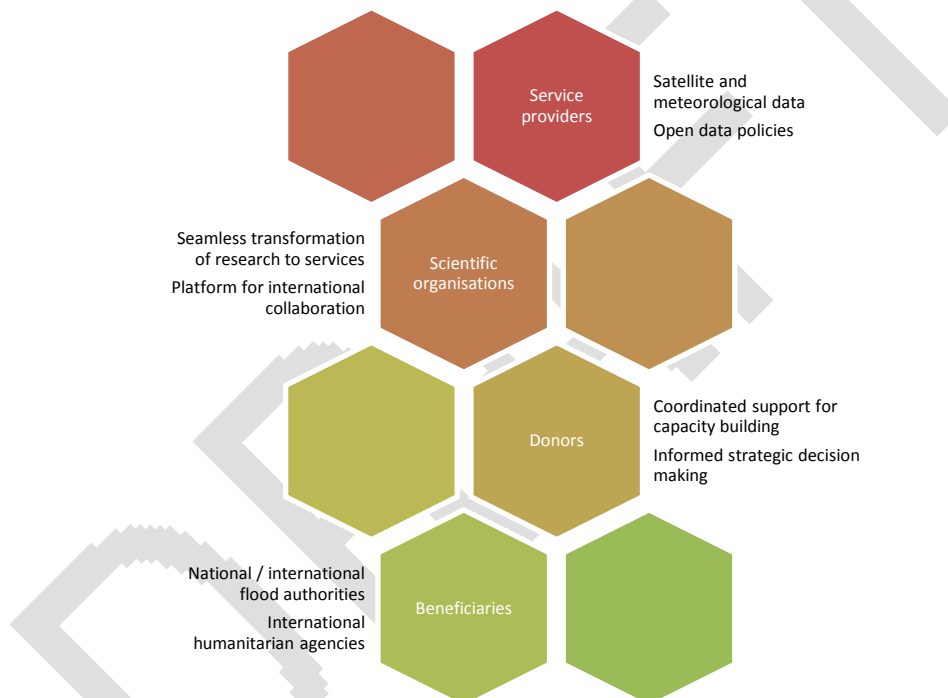 Service
providers
Satellite and
meteorological data
Open data policies
Seamless transformation
of research to services
Platform for international
collaboration
Scientific
organisations
Donors
Coordinated support for
capacity building
Informed strategic decision
making
National / international
flood authorities
International
humanitarian agencies
Beneficiaries